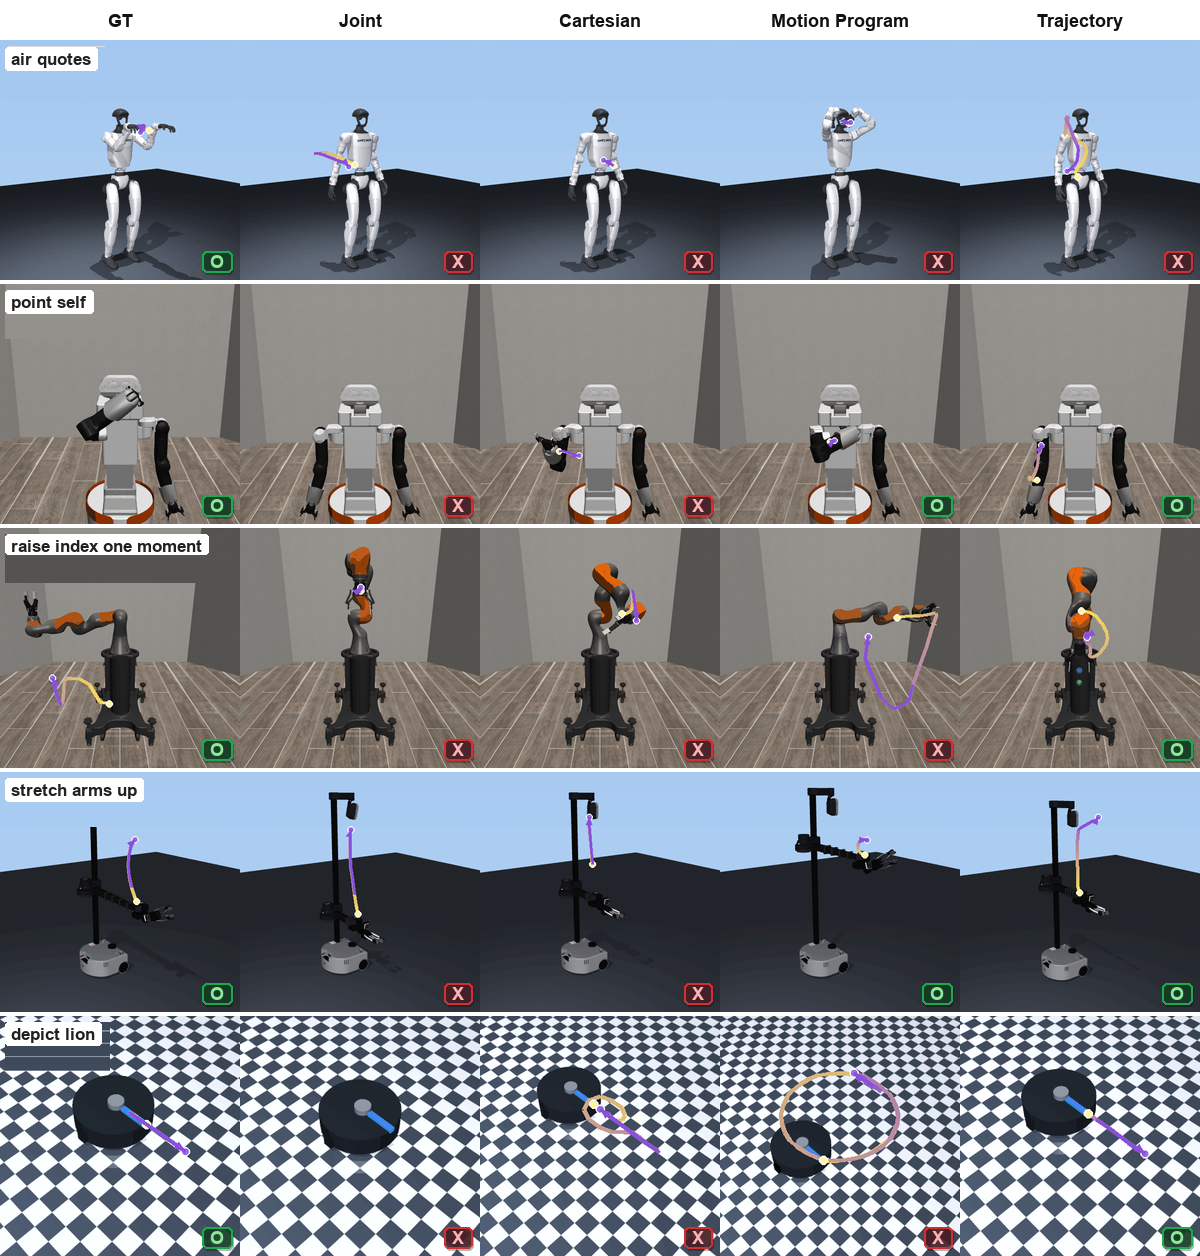 GT Joint Cartesian Motion Program Trajectory
air quotes
O X X X X
point self
O X X O O
raise index one moment
O X X X O
stretch arms up
O X X O O
depict lion
O X X X O